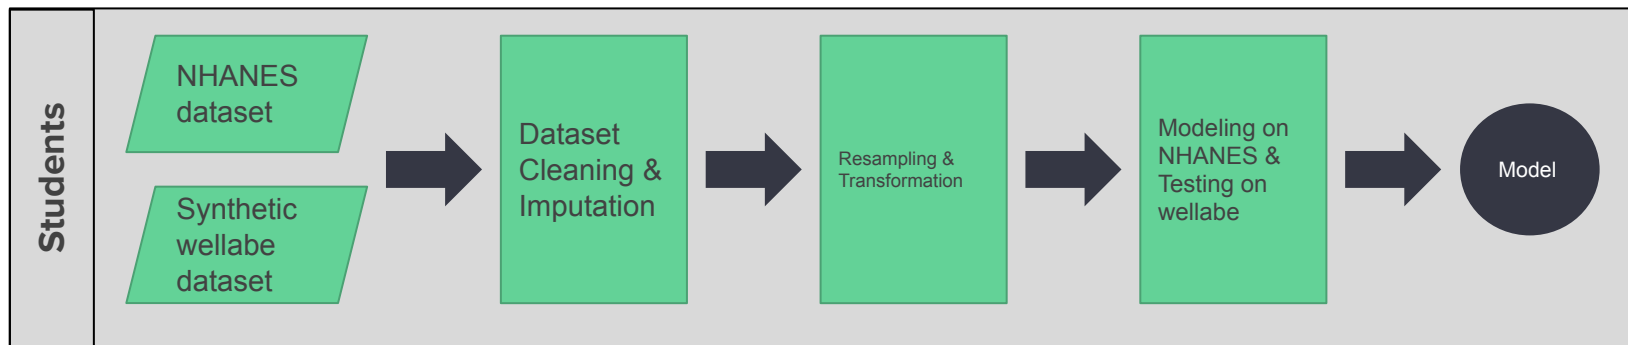 Students
NHANES
dataset
Synthetic
wellabe
dataset
Dataset
Cleaning &
Imputation
Resampling &
Transformation
Modeling on
NHANES &
Testing on
wellabe
Model